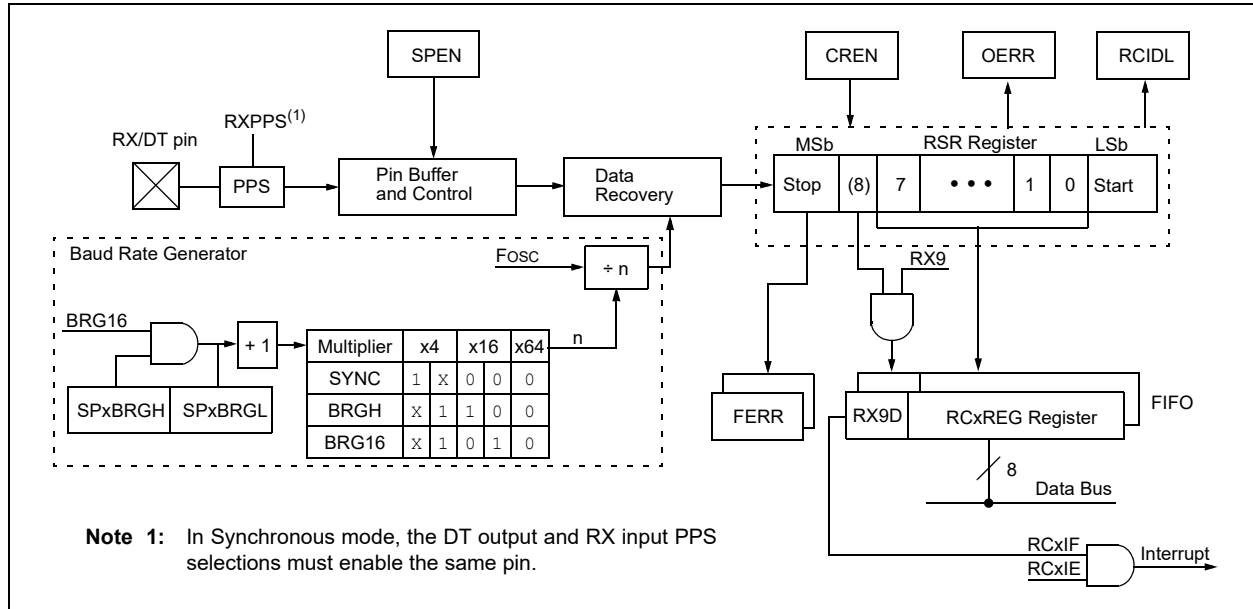 SPEN
CREN
OERR
RCIDL
RXPPS(1)
RX/DT pin
PPS
Pin Buffer
and Control
Data
Recovery
MSb
RSR Register
LSb
Stop
(8)
7
• • •
1
0
Start
Baud Rate Generator
FOSC
÷ n
RX9
BRG16
+ 1
n
Multiplier x4 x16 x64
SYNC 1 X 0 0 0
BRGH X 1 1 0 0
BRG16 X 1 0 1 0
SPxBRGH
SPxBRGL
FERR
RX9D
RCxREG Register
FIFO
8
Data Bus
Note 1: In Synchronous mode, the DT output and RX input PPS
selections must enable the same pin.
RCxIF
RCxIE
Interrupt